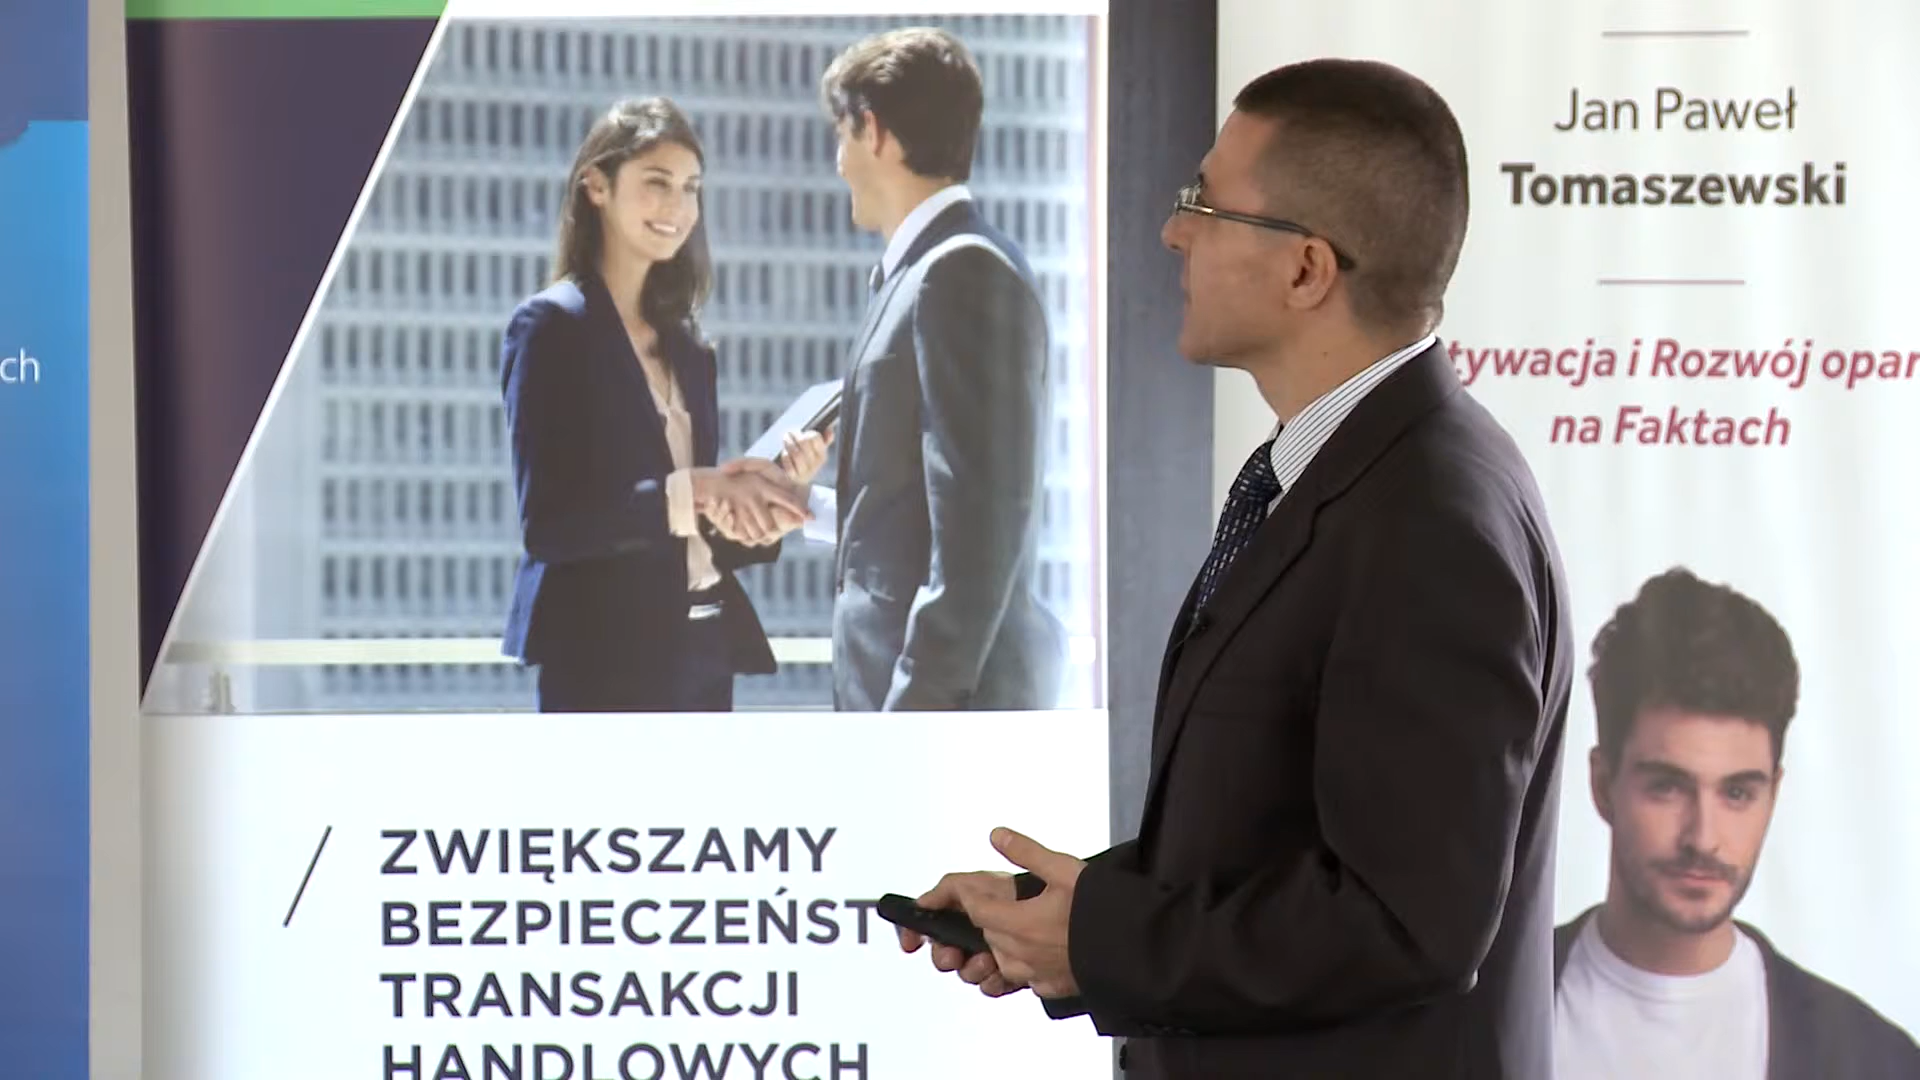 ch
ZWIĘKSZAMY
BEZPIECZEŃST
TRANSAKCJI
HANDLOWYCH
Jan Paweł
Tomaszewski
tywacja i Rozwój opar
na Faktach